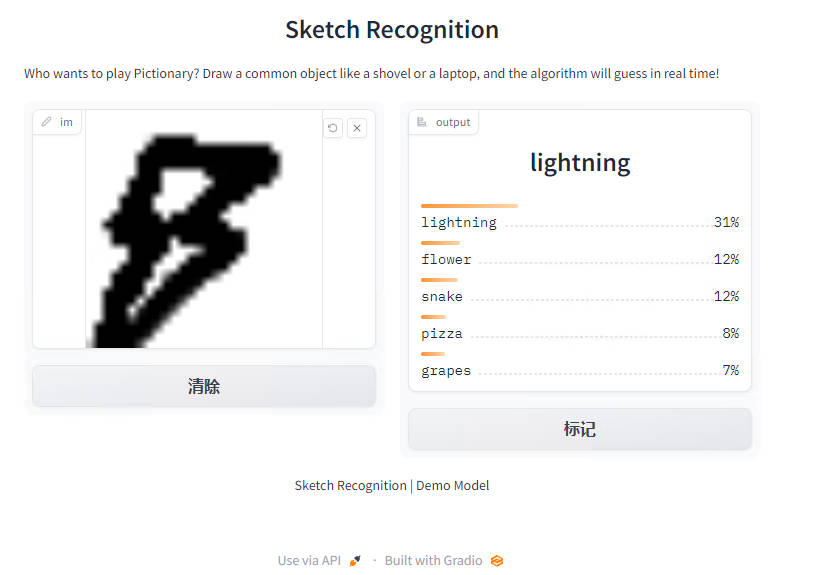 Sketch Recognition
Who wants to play Pictionary? Draw a common object like a shovel or a laptop, and the algorithm will guess in real time!
im
清除
output
lightning
lightning 31%
flower 12%
snake 12%
pizza 8%
grapes 7%
标记
Sketch Recognition | Demo Model
Use via API · Built with Gradio